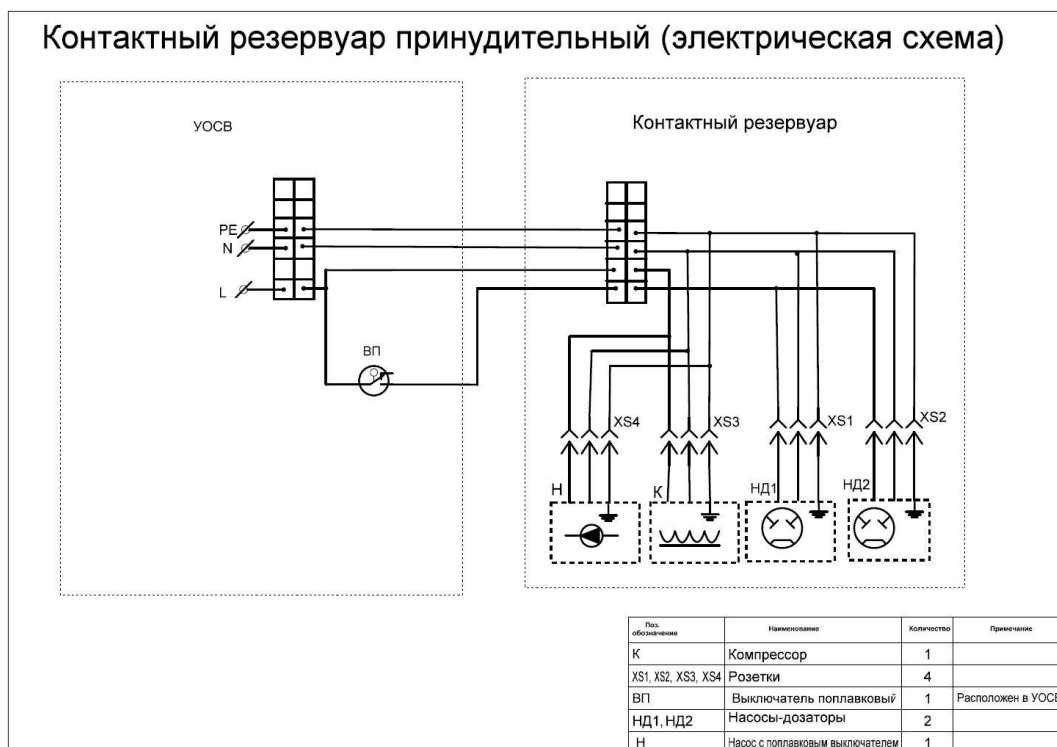 Контактный резервуар принудительный (электрическая схема)
УОСВ
Контактный резервуар
PE
N
L
ВП
XS4
XS3
XS1
XS2
Н
К
НД1
НД2
Поз. обозначение
Наименование
Количество
Примечание
К
Компрессор
1
XS1, XS2, XS3, XS4
Розетки
4
ВП
Выключатель поплавковый
1
Расположен в УОСВ
НД1, НД2
Насосы-дозаторы
2
Н
Насос с поплавковым выключателем
1